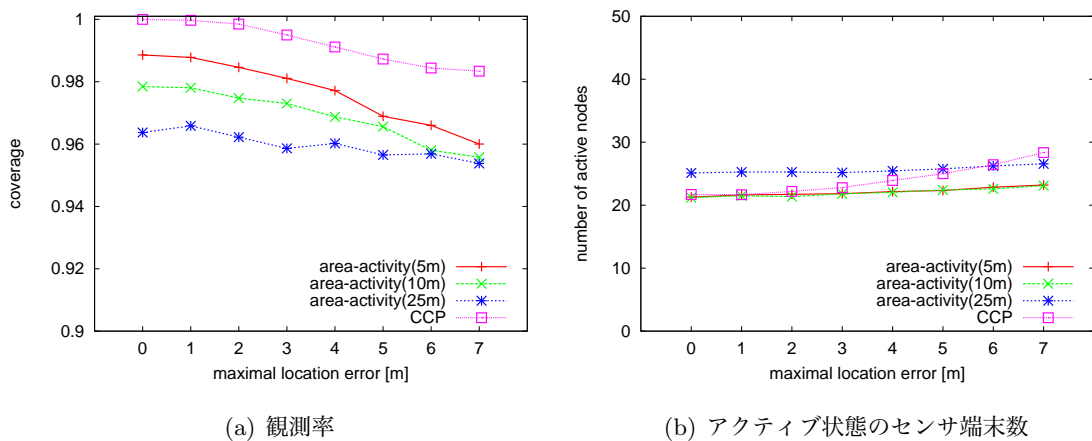 1
0.98
0.96
0.94
0.92
0.9
coverage
area-activity(5m)
area-activity(10m)
area-activity(25m)
CCP
0 1 2 3 4 5 6 7
maximal location error [m]
(a) 観測率
50
40
30
20
10
0
number of active nodes
area-activity(5m)
area-activity(10m)
area-activity(25m)
CCP
0 1 2 3 4 5 6 7
maximal location error [m]
(b) アクティブ状態のセンサ端末数